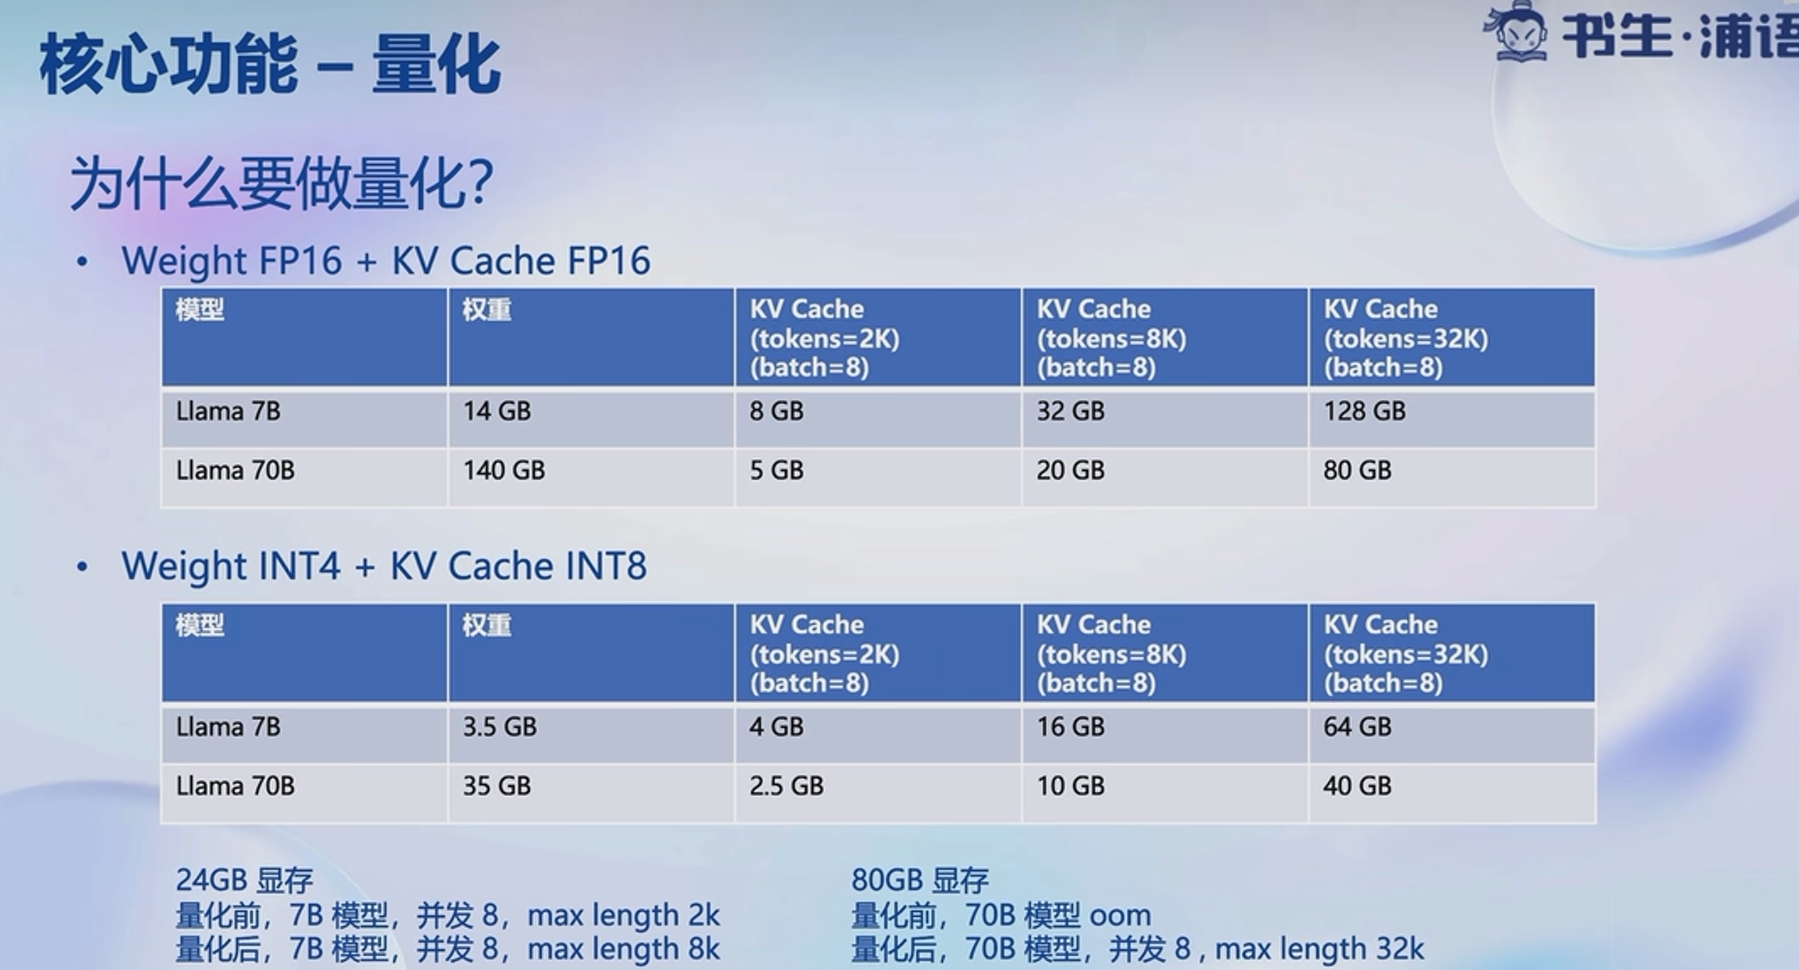 核心功能 – 量化
书生·浦语
为什么要做量化?
• Weight FP16 + KV Cache FP16
模型 权重 KV Cache (tokens=2K) (batch=8) KV Cache (tokens=8K) (batch=8) KV Cache (tokens=32K) (batch=8)
Llama 7B 14 GB 8 GB 32 GB 128 GB
Llama 70B 140 GB 5 GB 20 GB 80 GB
• Weight INT4 + KV Cache INT8
模型 权重 KV Cache (tokens=2K) (batch=8) KV Cache (tokens=8K) (batch=8) KV Cache (tokens=32K) (batch=8)
Llama 7B 3.5 GB 4 GB 16 GB 64 GB
Llama 70B 35 GB 2.5 GB 10 GB 40 GB
24GB 显存
量化前，7B 模型，并发 8，max length 2k
量化后，7B 模型，并发 8，max length 8k
80GB 显存
量化前，70B 模型 oom
量化后，70B 模型，并发 8 , max length 32k